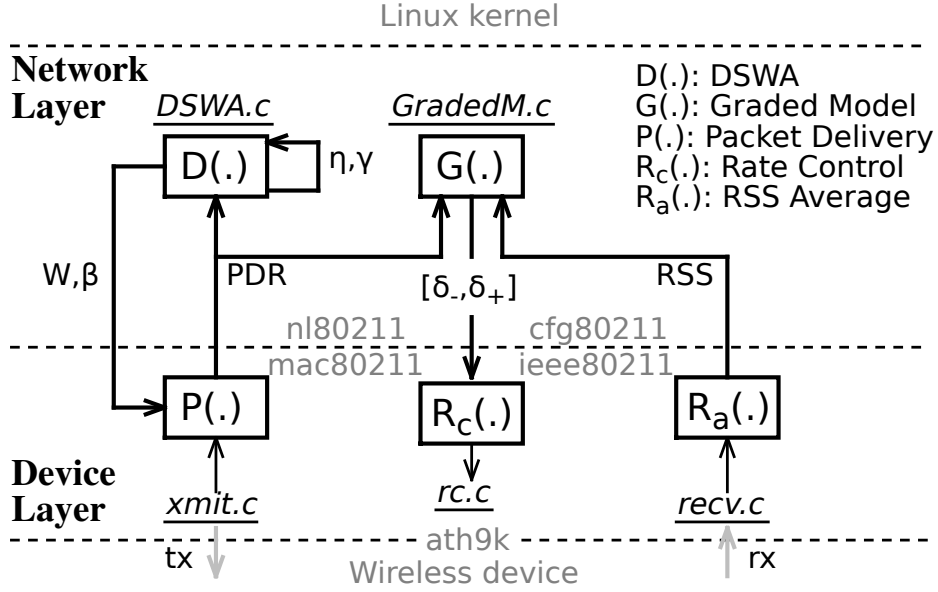 Linux kernel
Network
Layer
DSWA.c
GradedM.c
D(.): DSWA
G(.): Graded Model
P(.): Packet Delivery
Rc(.): Rate Control
Ra(.): RSS Average
D(.)
η,γ
G(.)
W,β
PDR
[δ-,δ+]
RSS
nl80211
cfg80211
mac80211
ieee80211
P(.)
Rc(.)
Ra(.)
Device
Layer
xmit.c
rc.c
recv.c
tx
ath9k
rx
Wireless device